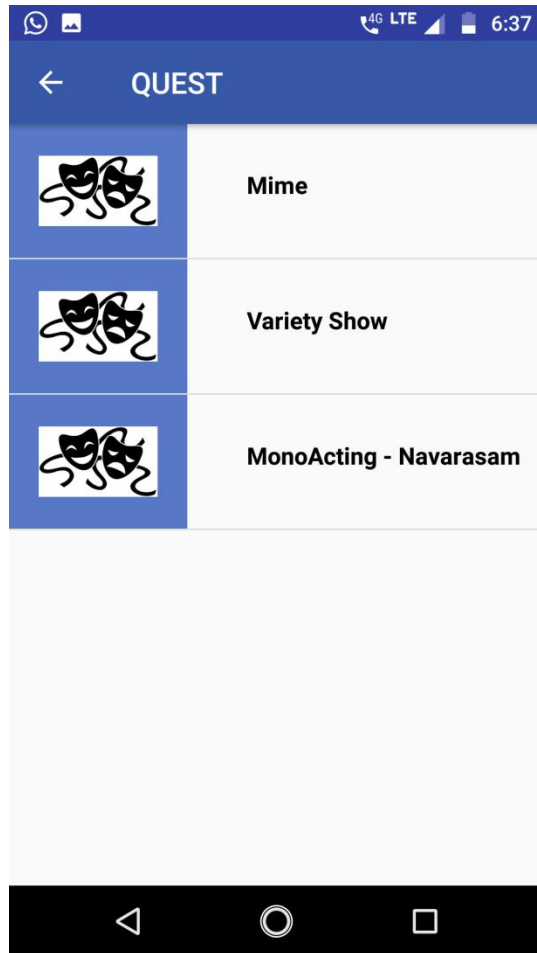 4G LTE 6:37
QUEST
Mime
Variety Show
MonoActing - Navarasam